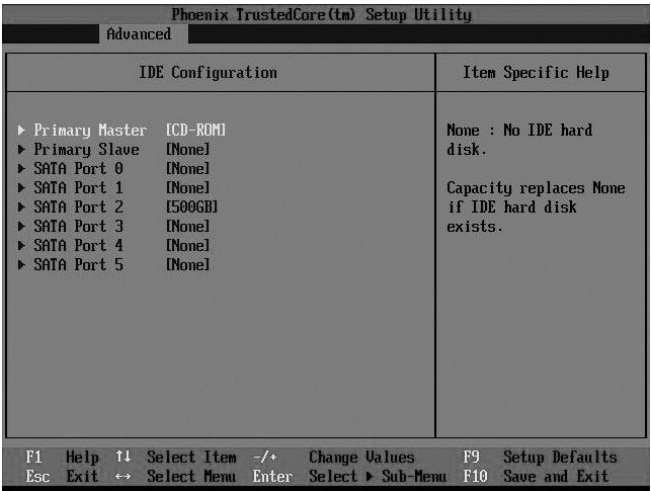 Phoenix TrustedCore(tm) Setup Utility
Advanced
IDE Configuration
Item Specific Help
▶ Primary Master [CD-ROM]
▶ Primary Slave [None]
▶ SATA Port 0 [None]
▶ SATA Port 1 [None]
▶ SATA Port 2 [500GB]
▶ SATA Port 3 [None]
▶ SATA Port 4 [None]
▶ SATA Port 5 [None]
None : No IDE hard
disk.
Capacity replaces None
if IDE hard disk
exists.
F1 Help ↑↓ Select Item -/+ Change Values F9 Setup Defaults
Esc Exit ↔ Select Menu Enter Select ▶ Sub-Menu F10 Save and Exit